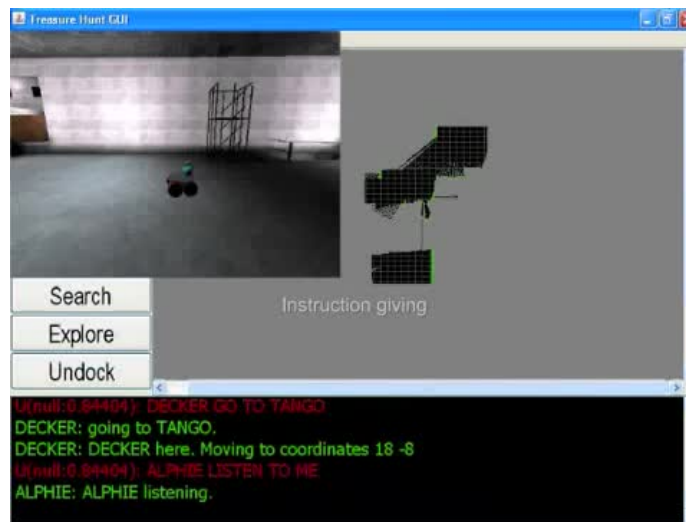 Treasure Hunt GUI
Instruction giving
Search
Explore
Undock
U(null:0.84404): DECKER GO TO TANGO
DECKER: going to TANGO.
DECKER: DECKER here. Moving to coordinates 18 -8
U(null:0.84404): ALPHIE LISTEN TO ME
ALPHIE: ALPHIE listening.